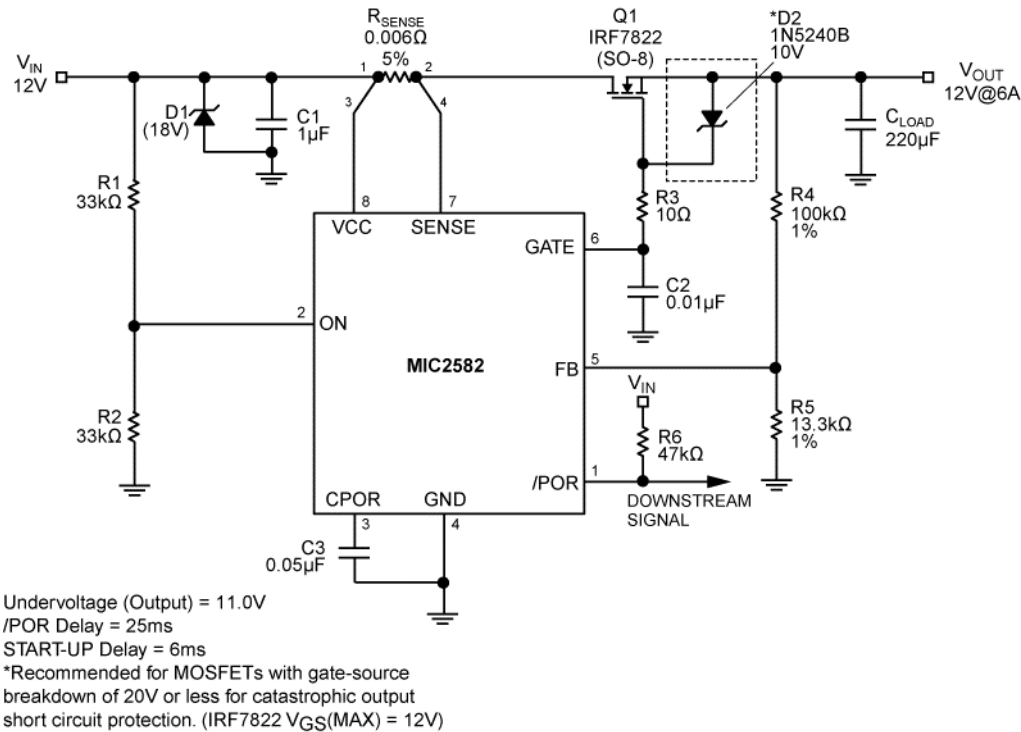 RSENSE
0.006Ω
5%
Q1
IRF7822
(SO-8)
*D2
1N5240B
10V
VIN
12V
1
2
3
4
VOUT
12V@6A
D1
(18V)
C1
1µF
CLOAD
220µF
R1
33kΩ
8
7
VCC
SENSE
R3
10Ω
R4
100kΩ
1%
GATE
6
C2
0.01µF
2
ON
MIC2582
FB
5
VIN
R2
33kΩ
R5
13.3kΩ
1%
R6
47kΩ
/POR
1
DOWNSTREAM
SIGNAL
CPOR
GND
3
4
C3
0.05µF
Undervoltage (Output) = 11.0V
/POR Delay = 25ms
START-UP Delay = 6ms
*Recommended for MOSFETs with gate-source
breakdown of 20V or less for catastrophic output
short circuit protection. (IRF7822 VGS(MAX) = 12V)